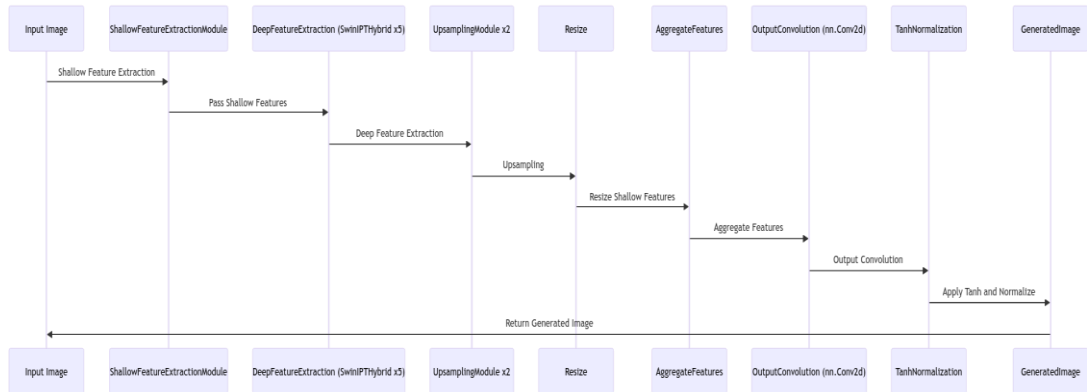 Input Image
ShallowFeatureExtractionModule
DeepFeatureExtraction (SwinIPTHybrid x5)
UpsamplingModule x2
Resize
AggregateFeatures
OutputConvolution (nn.Conv2d)
TanhNormalization
GeneratedImage
Shallow Feature Extraction
Pass Shallow Features
Deep Feature Extraction
Upsampling
Resize Shallow Features
Aggregate Features
Output Convolution
Apply Tanh and Normalize
Return Generated Image
Input Image
ShallowFeatureExtractionModule
DeepFeatureExtraction (SwinIPTHybrid x5)
UpsamplingModule x2
Resize
AggregateFeatures
OutputConvolution (nn.Conv2d)
TanhNormalization
GeneratedImage